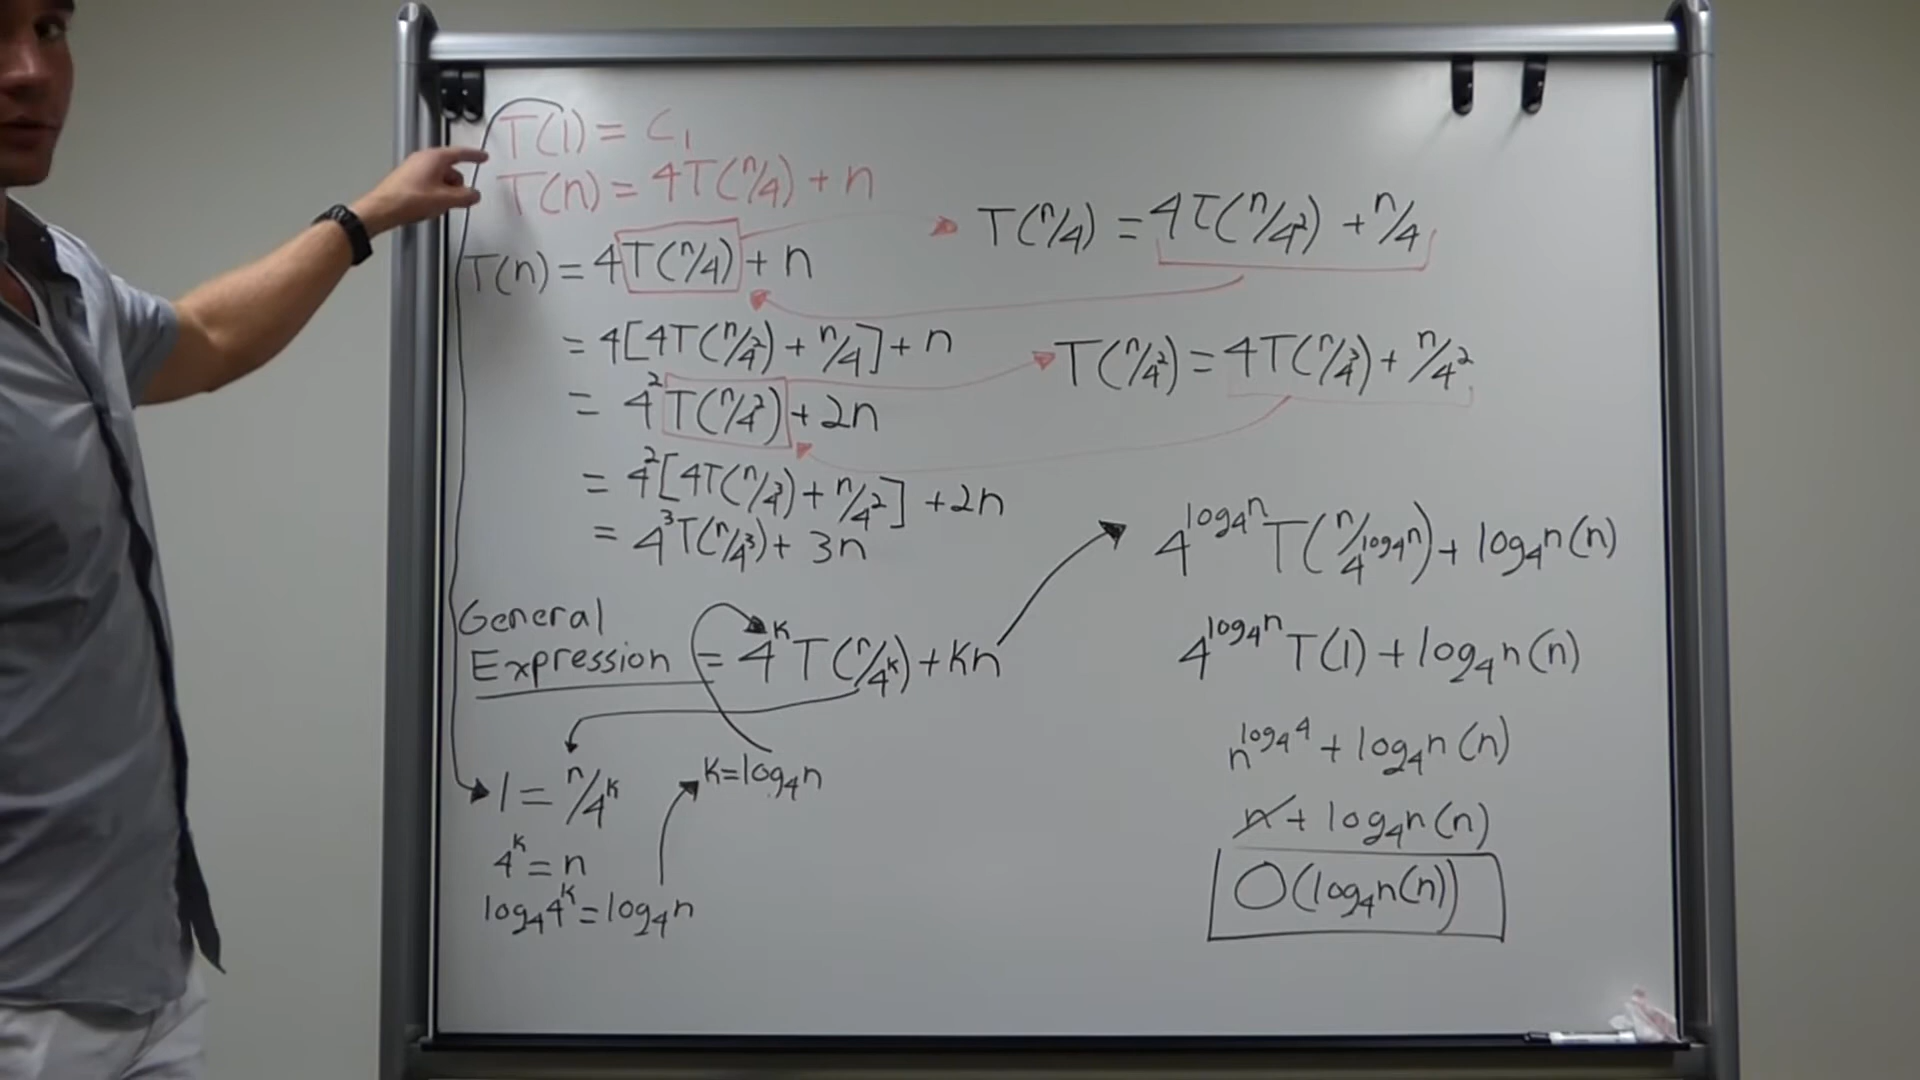 T(1) = C₁
T(n) = 4T(n/4) + n
T(n) = 4T(n/4) + n
T(n/4) = 4T(n/4²) + n/4
= 4[4T(n/4²) + n/4] + n
T(n/4²) = 4T(n/4³) + n/4²
= 4²T(n/4²) + 2n
= 4²[4T(n/4³) + n/4²] + 2n
= 4³T(n/4³) + 3n
General
Expression = 4^k T(n/4^k) + kn
1 = n/4^k
k = log₄n
4^k = n
log₄4^k = log₄n
4^log₄n T(n/4^log₄n) + log₄n(n)
4^log₄n T(1) + log₄n(n)
n^log₄4 + log₄n(n)
n + log₄n(n)
O(log₄n(n))